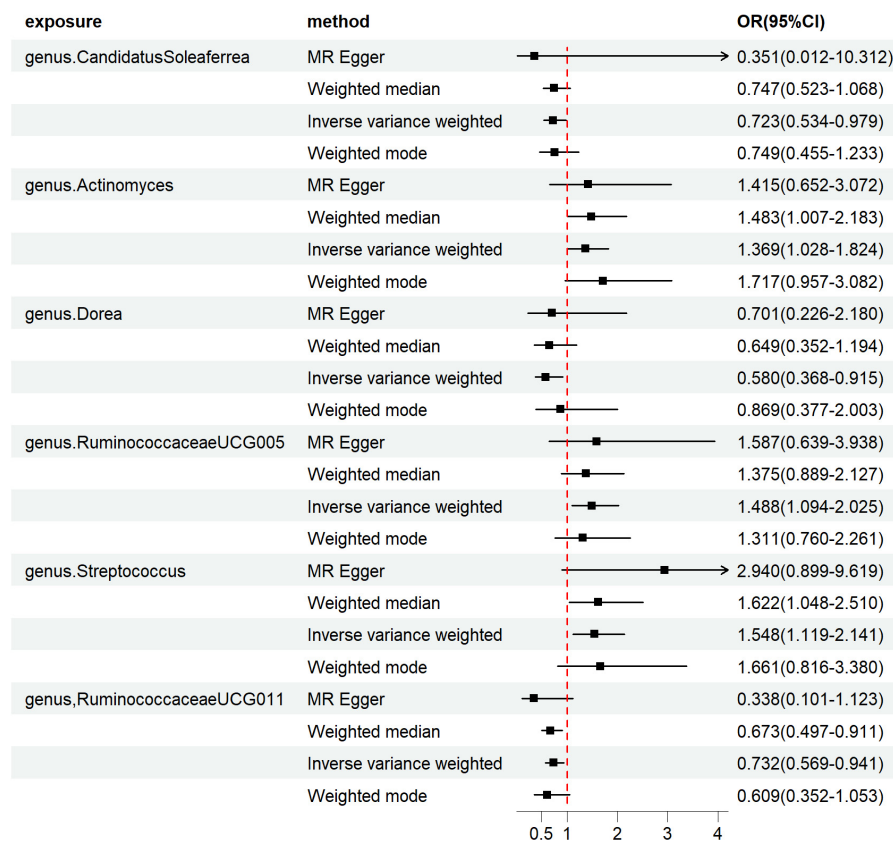 exposure method OR(95%CI)
genus.CandidatusSoleaferrea MR Egger 0.351(0.012-10.312)
Weighted median 0.747(0.523-1.068)
Inverse variance weighted 0.723(0.534-0.979)
Weighted mode 0.749(0.455-1.233)
genus.Actinomyces MR Egger 1.415(0.652-3.072)
Weighted median 1.483(1.007-2.183)
Inverse variance weighted 1.369(1.028-1.824)
Weighted mode 1.717(0.957-3.082)
genus.Dorea MR Egger 0.701(0.226-2.180)
Weighted median 0.649(0.352-1.194)
Inverse variance weighted 0.580(0.368-0.915)
Weighted mode 0.869(0.377-2.003)
genus.RuminococcaceaeUCG005 MR Egger 1.587(0.639-3.938)
Weighted median 1.375(0.889-2.127)
Inverse variance weighted 1.488(1.094-2.025)
Weighted mode 1.311(0.760-2.261)
genus.Streptococcus MR Egger 2.940(0.899-9.619)
Weighted median 1.622(1.048-2.510)
Inverse variance weighted 1.548(1.119-2.141)
Weighted mode 1.661(0.816-3.380)
genus,RuminococcaceaeUCG011 MR Egger 0.338(0.101-1.123)
Weighted median 0.673(0.497-0.911)
Inverse variance weighted 0.732(0.569-0.941)
Weighted mode 0.609(0.352-1.053)
0.5 1 2 3 4